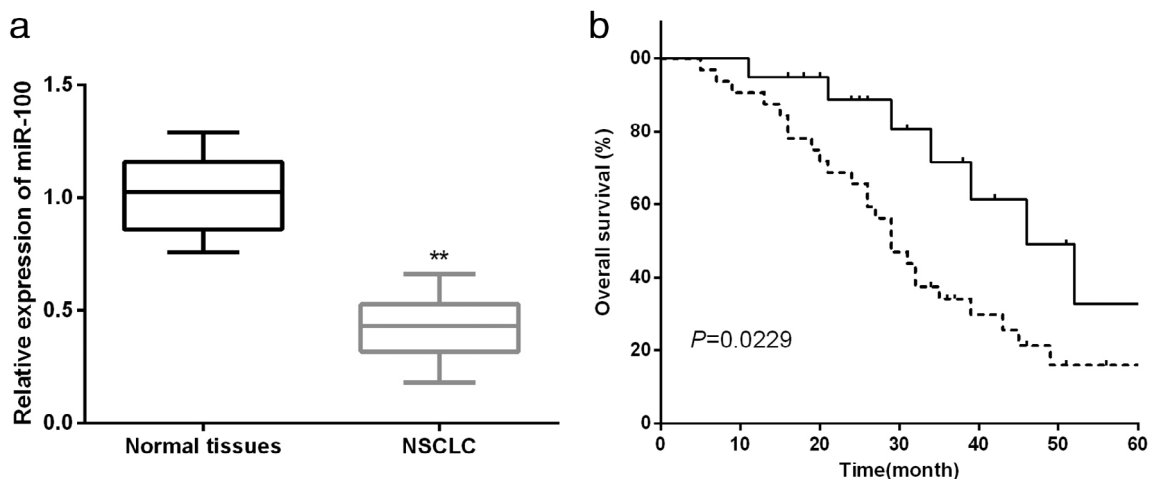 a
Relative expression of miR-100
1.5
1.0
0.5
0.0
**
Normal tissues
NSCLC
b
Overall survival (%)
00
80
60
40
20
0
P=0.0229
0 10 20 30 40 50 60
Time(month)